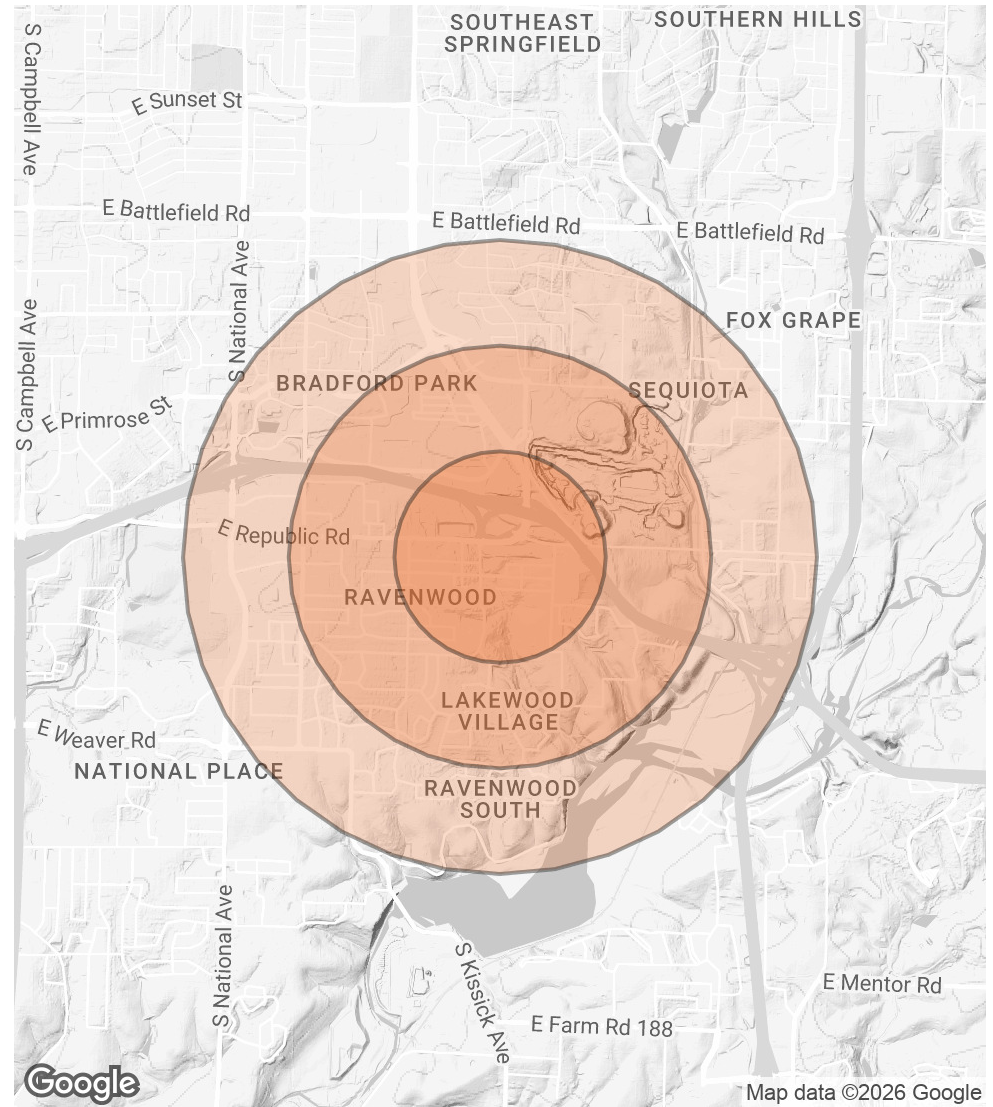 SOUTHEAST
SPRINGFIELD
SOUTHERN HILLS
S Campbell Ave
E Sunset St
E Battlefield Rd
E Battlefield Rd
E Battlefield Rd
S National Ave
S Campbell Ave
FOX GRAPE
BRADFORD PARK
SEQUIOTA
E Primrose St
E Republic Rd
RAVENWOOD
LAKEWOOD
VILLAGE
E Weaver Rd
NATIONAL PLACE
RAVENWOOD
SOUTH
S National Ave
S Kissick Ave
E Mentor Rd
E Farm Rd 188
Google
Map data ©2026 Google